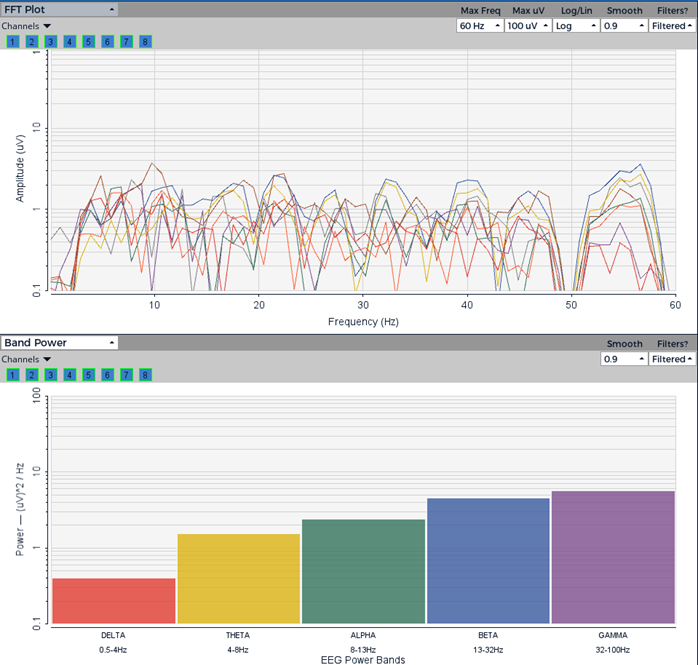 FFT Plot
Max Freq Max uV Log/Lin Smooth Filters?
Channels
60 Hz 100 uV Log 0.9 Filtered
1 2 3 4 5 6 7 8
Amplitude (uV)
10
1
0.1
10 20 30 40 50 60
Frequency (Hz)
Band Power
Smooth Filters?
Channels
0.9 Filtered
1 2 3 4 5 6 7 8
Power — (uV)^2 / Hz
100
10
1
0.1
DELTA THETA ALPHA BETA GAMMA
0.5-4Hz 4-8Hz 8-13Hz 13-32Hz 32-100Hz
EEG Power Bands